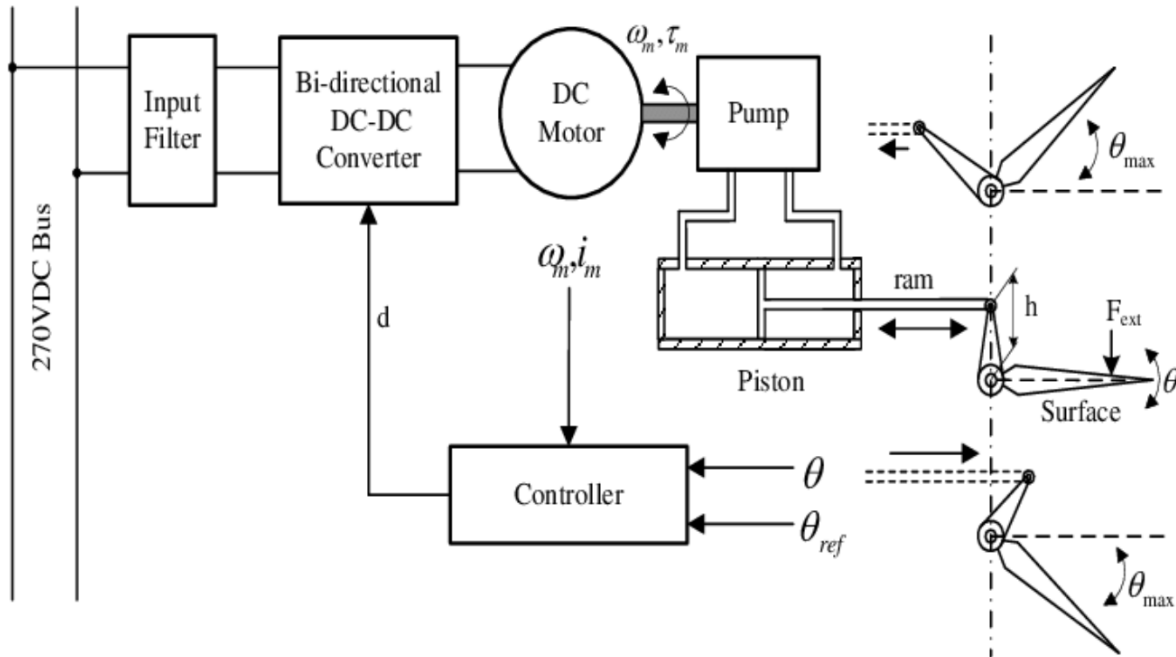 270VDC Bus
Input
Filter
Bi-directional
DC-DC
Converter
DC
Motor
ωm,τm
Pump
θmax
ωm,im
d
ram
h
Fext
θ
Piston
Surface
Controller
θ
θref
θmax